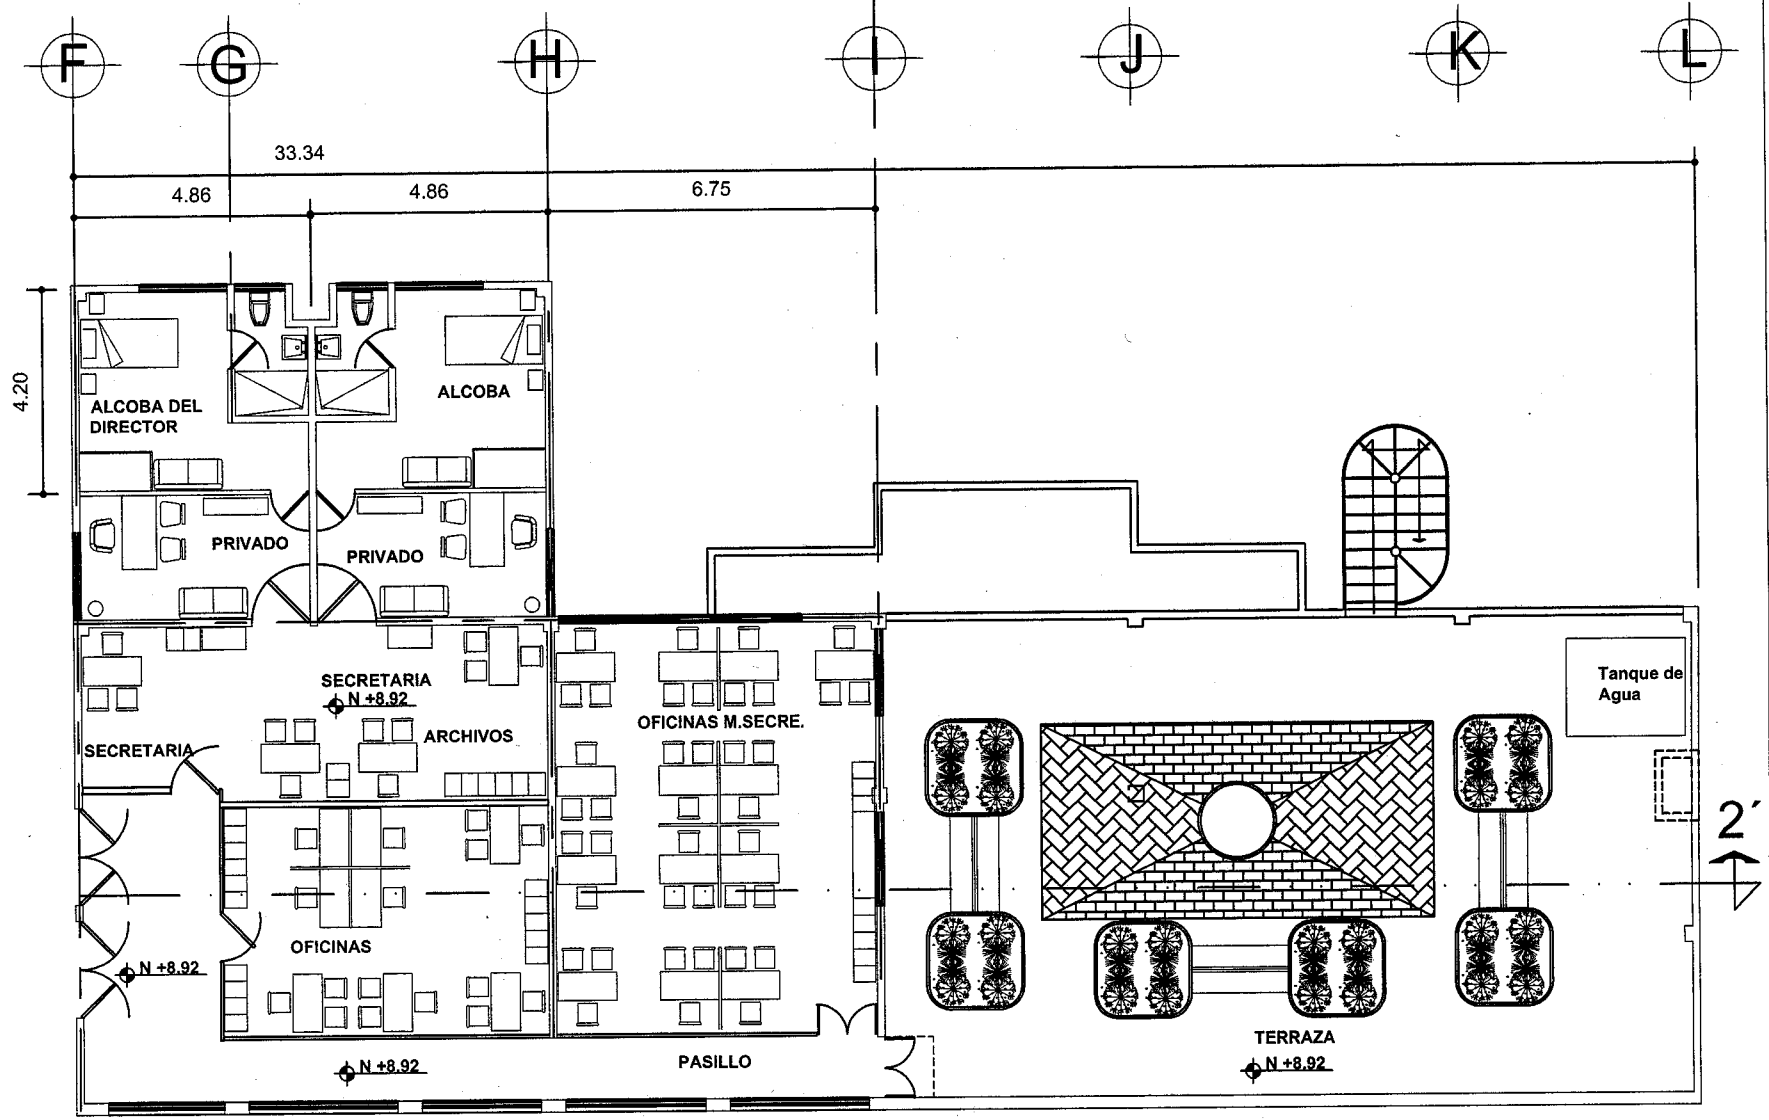 F G H I J K L
33.34
4.86 4.86 6.75
4.20
ALCOBA DEL
DIRECTOR
ALCOBA
PRIVADO
PRIVADO
SECRETARIA
N +8.92
ARCHIVOS
SECRETARIA
OFICINAS M.SECRE.
Tanque de
Agua
2´
OFICINAS
N +8.92
TERRAZA
N +8.92
PASILLO
N +8.92